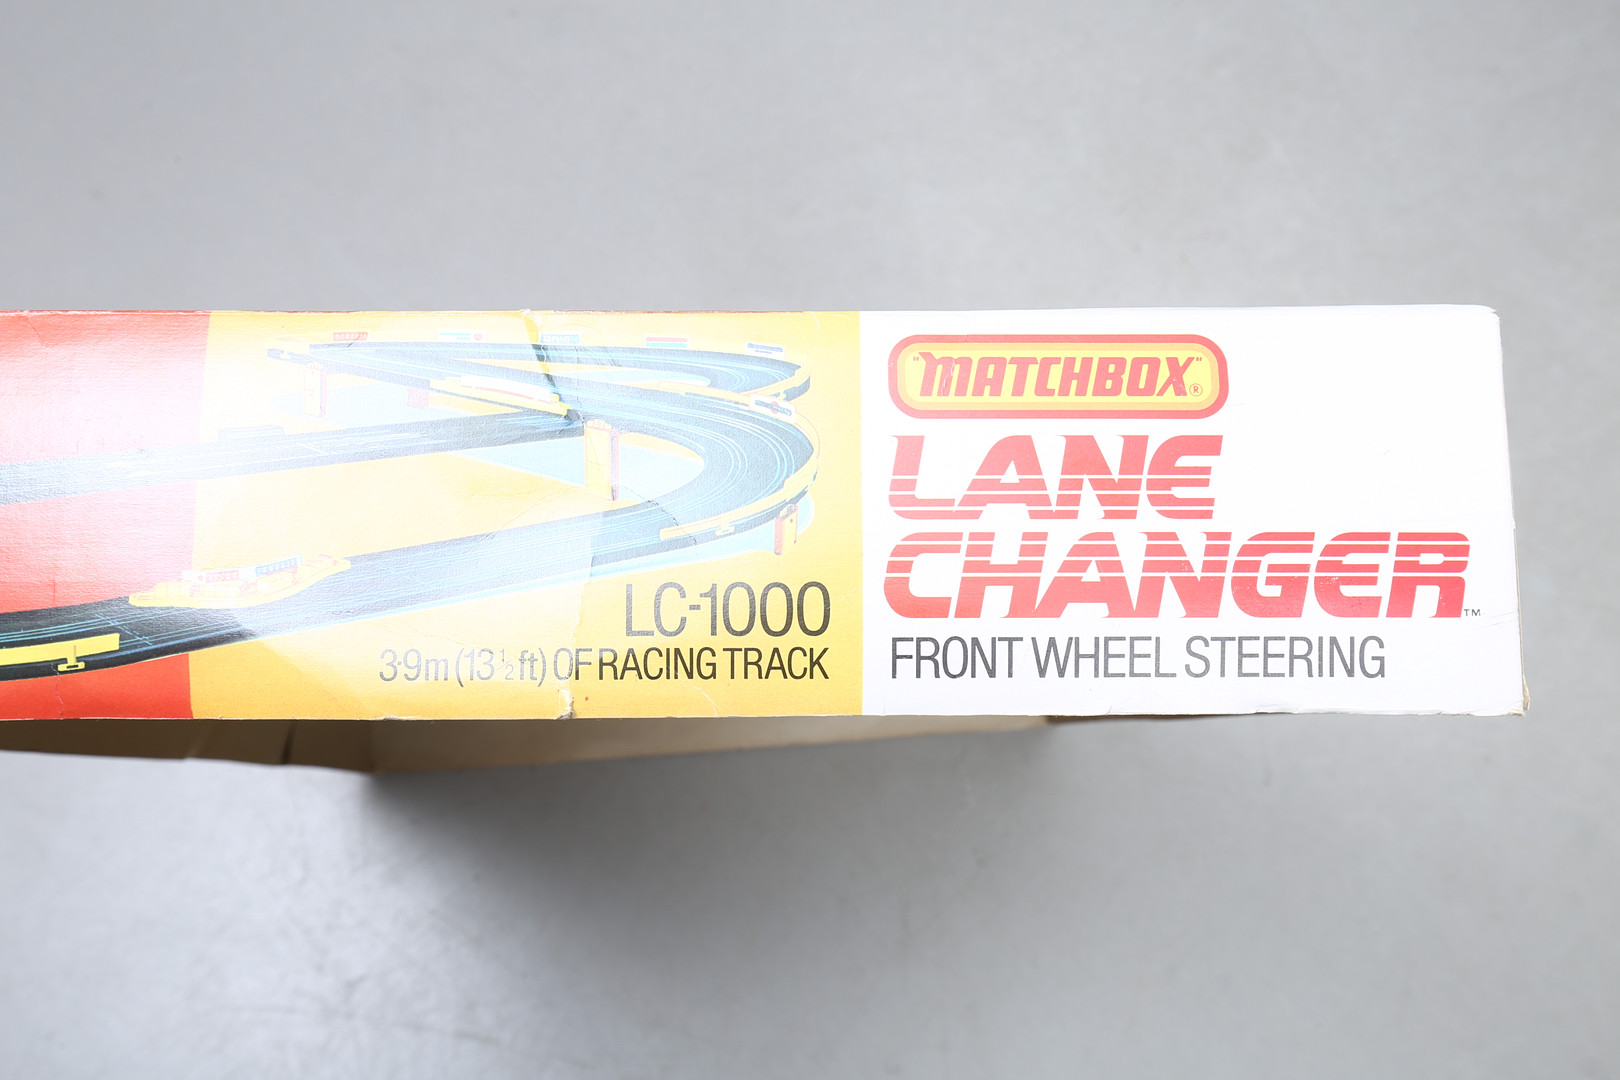 "MATCHBOX"®
LANE
CHANGER™
FRONT WHEEL STEERING
LC-1000
3·9m (13½ft) OF RACING TRACK